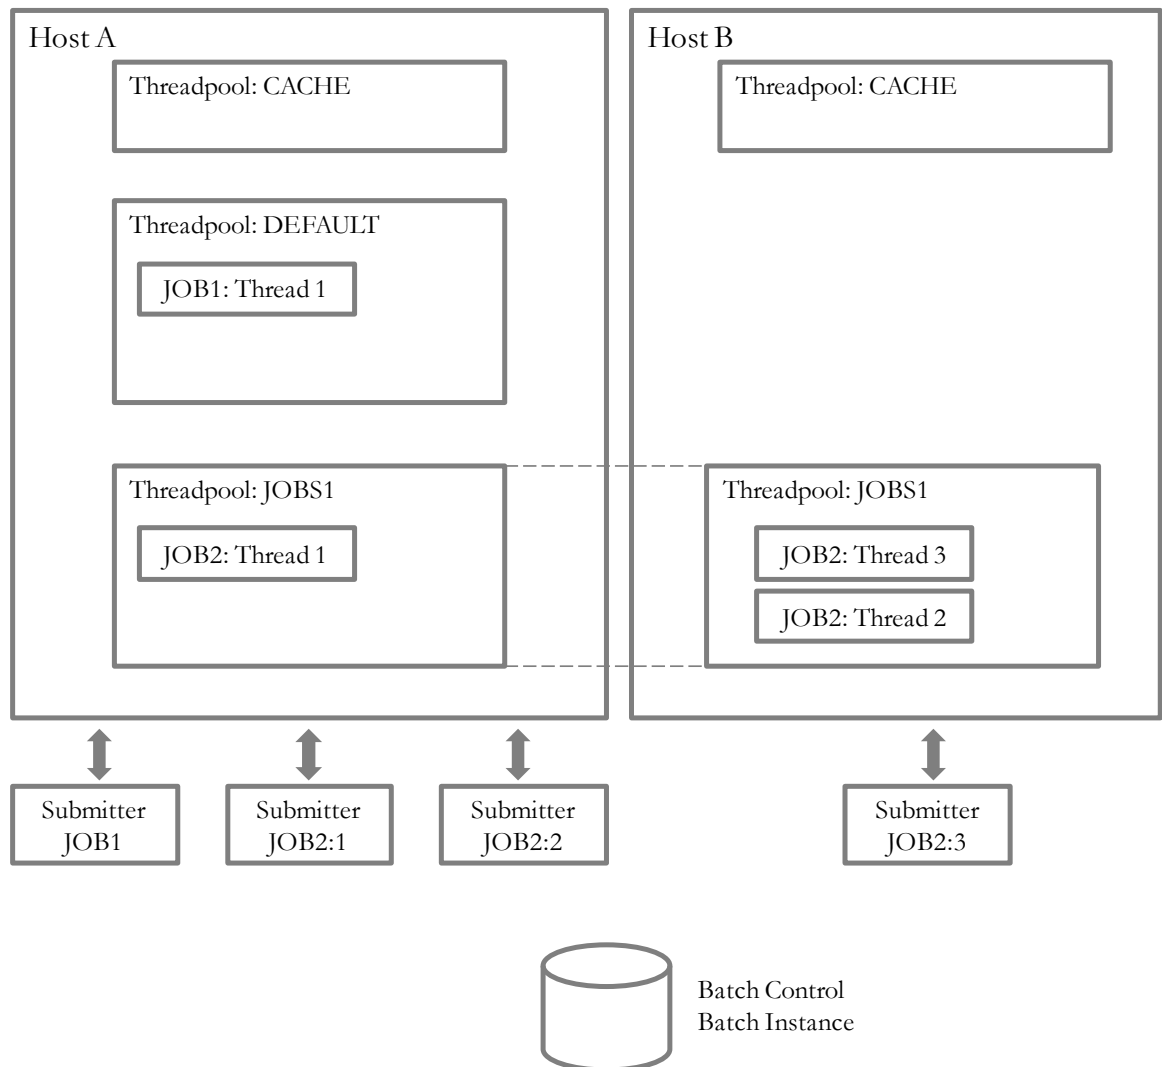 Host A
Threadpool: CACHE
Threadpool: DEFAULT
JOB1: Thread 1
Threadpool: JOBS1
JOB2: Thread 1
Host B
Threadpool: CACHE
Threadpool: JOBS1
JOB2: Thread 3
JOB2: Thread 2
Submitter
JOB1
Submitter
JOB2:1
Submitter
JOB2:2
Submitter
JOB2:3
Batch Control
Batch Instance